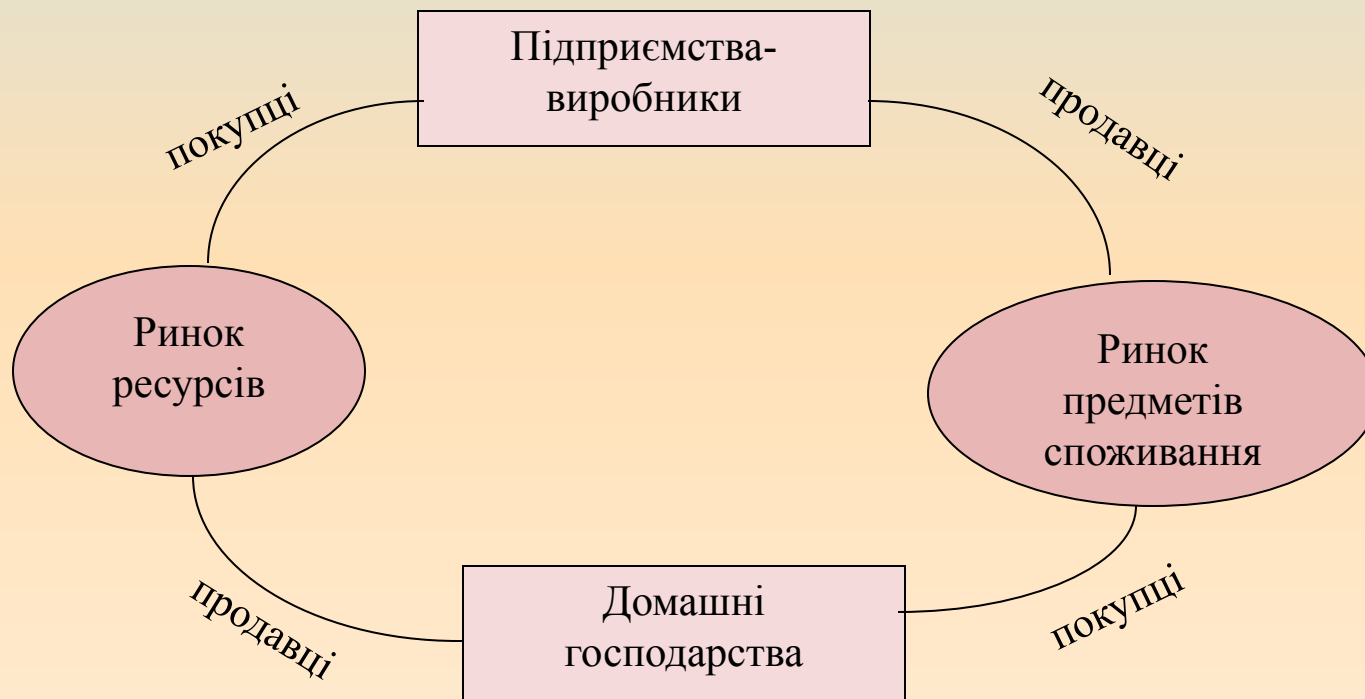 Підприємства-
виробники
покупці
продавці
Ринок
ресурсів
Ринок
предметів
споживання
продавці
Домашні
господарства
покупці